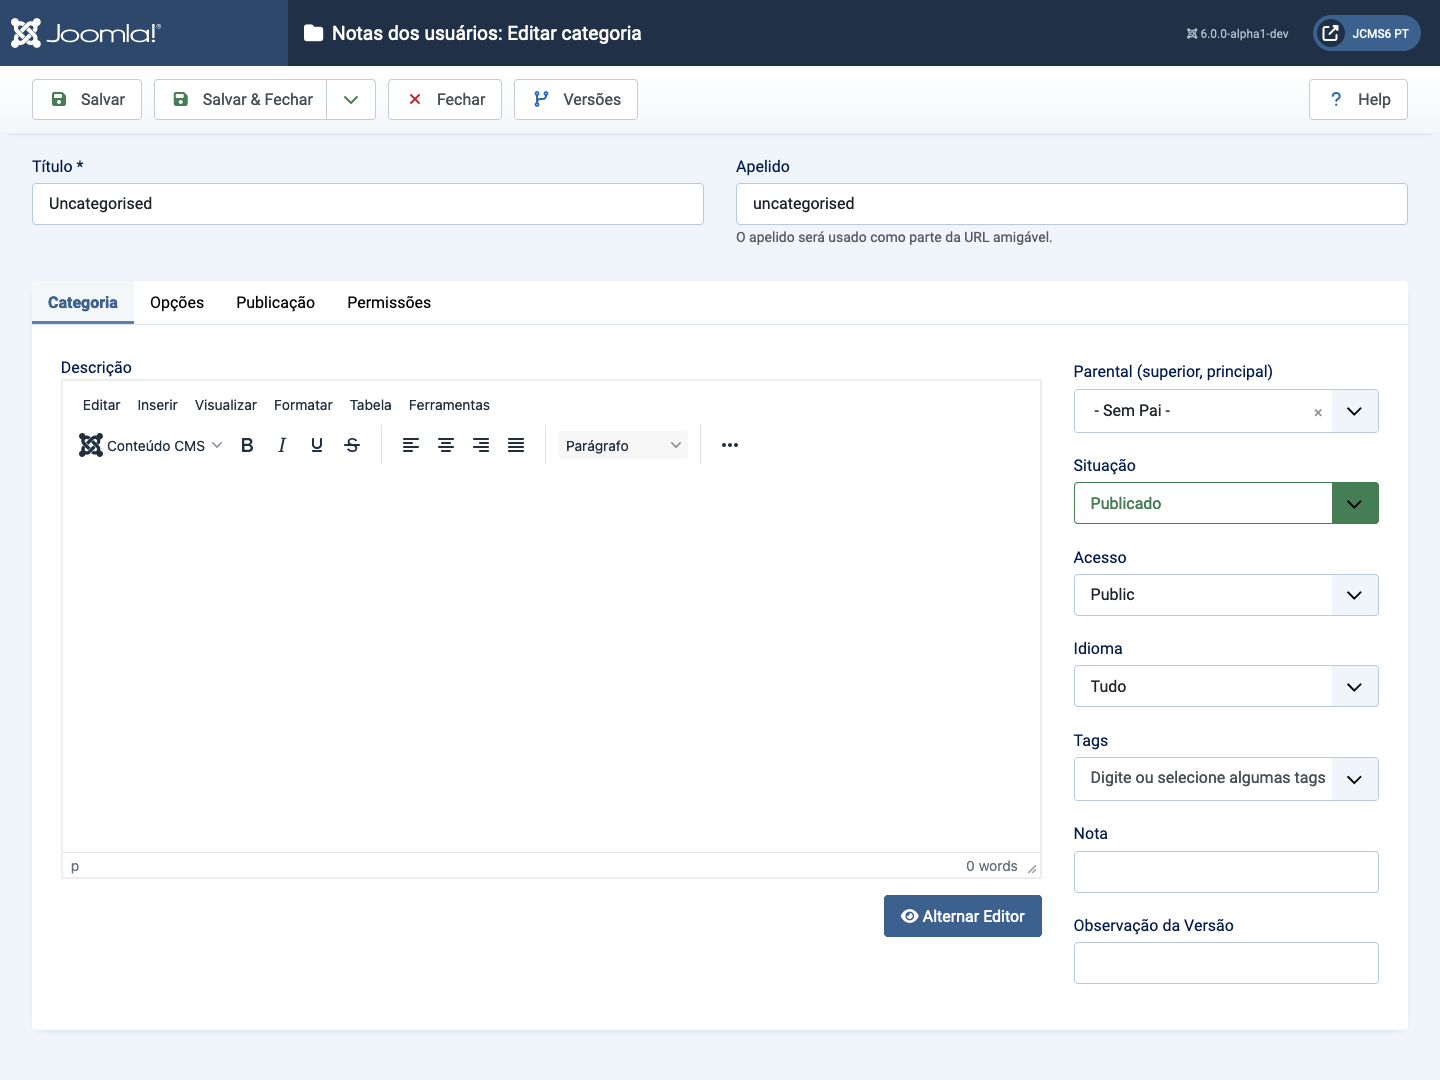 Joomla!®
Notas dos usuários: Editar categoria
6.0.0-alpha1-dev
JCMS6 PT
Salvar
Salvar & Fechar
Fechar
Versões
? Help
Título *
Apelido
Uncategorised
uncategorised
O apelido será usado como parte da URL amigável.
Categoria
Opções
Publicação
Permissões
Descrição
Editar
Inserir
Visualizar
Formatar
Tabela
Ferramentas
Conteúdo CMS
B
I
U
S
Parágrafo
p
0 words
Alternar Editor
Parental (superior, principal)
- Sem Pai -
×
Situação
Publicado
Acesso
Public
Idioma
Tudo
Tags
Digite ou selecione algumas tags
Nota
Observação da Versão